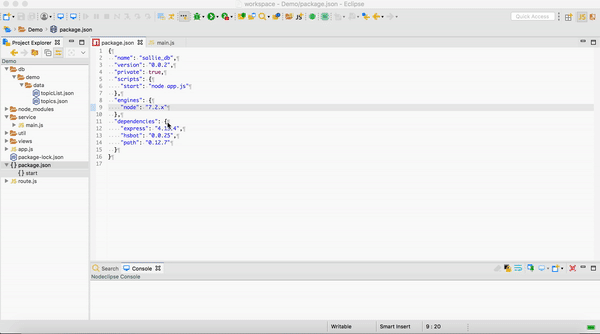 workspace - Demo/package.json - Eclipse
Quick Access
Demo
package.json
Project Explorer
Demo
db
demo
data
topicList.json
topics.json
node_modules
service
main.js
util
views
app.js
package-lock.json
package.json
start
route.js
package.json
main.js
1 {
2 "name": "sallie_db",
3 "version": "0.0.2",
4 "private": true,
5 "scripts": {
6 "start": "node app.js"
7 },
8 "engines": {
9 "node": "7.2.x"
10 },
11 "dependencies": {
12 "express": "4.15.4",
13 "hsbot": "0.0.25",
14 "path": "0.12.7"
15 }
16 }
17
Search
Console
Nodeclipse Console
Writable
Smart Insert
9 : 20